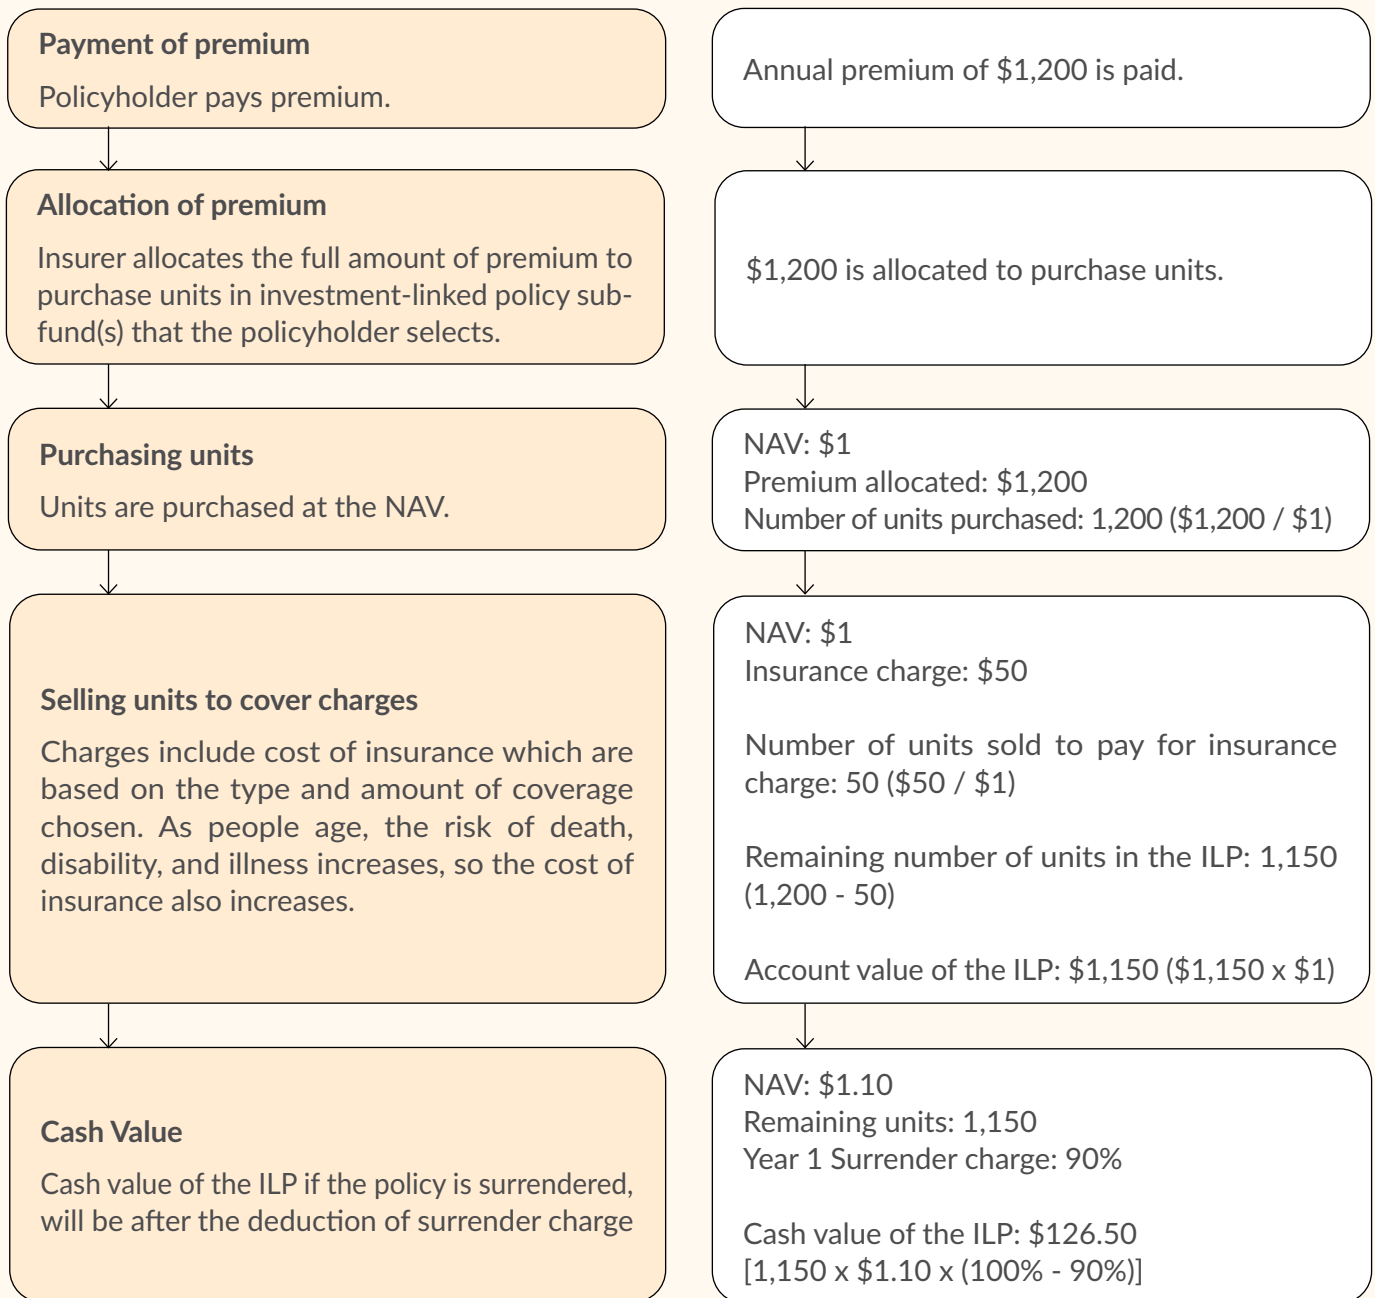 Payment of premium
Policyholder pays premium.
Annual premium of $1,200 is paid.
Allocation of premium
Insurer allocates the full amount of premium to
purchase units in investment-linked policy sub-
fund(s) that the policyholder selects.
$1,200 is allocated to purchase units.
Purchasing units
Units are purchased at the NAV.
NAV: $1
Premium allocated: $1,200
Number of units purchased: 1,200 ($1,200 / $1)
Selling units to cover charges
Charges include cost of insurance which are
based on the type and amount of coverage
chosen. As people age, the risk of death,
disability, and illness increases, so the cost of
insurance also increases.
NAV: $1
Insurance charge: $50
Number of units sold to pay for insurance
charge: 50 ($50 / $1)
Remaining number of units in the ILP: 1,150
(1,200 - 50)
Account value of the ILP: $1,150 ($1,150 x $1)
Cash Value
Cash value of the ILP if the policy is surrendered,
will be after the deduction of surrender charge
NAV: $1.10
Remaining units: 1,150
Year 1 Surrender charge: 90%
Cash value of the ILP: $126.50
[1,150 x $1.10 x (100% - 90%)]